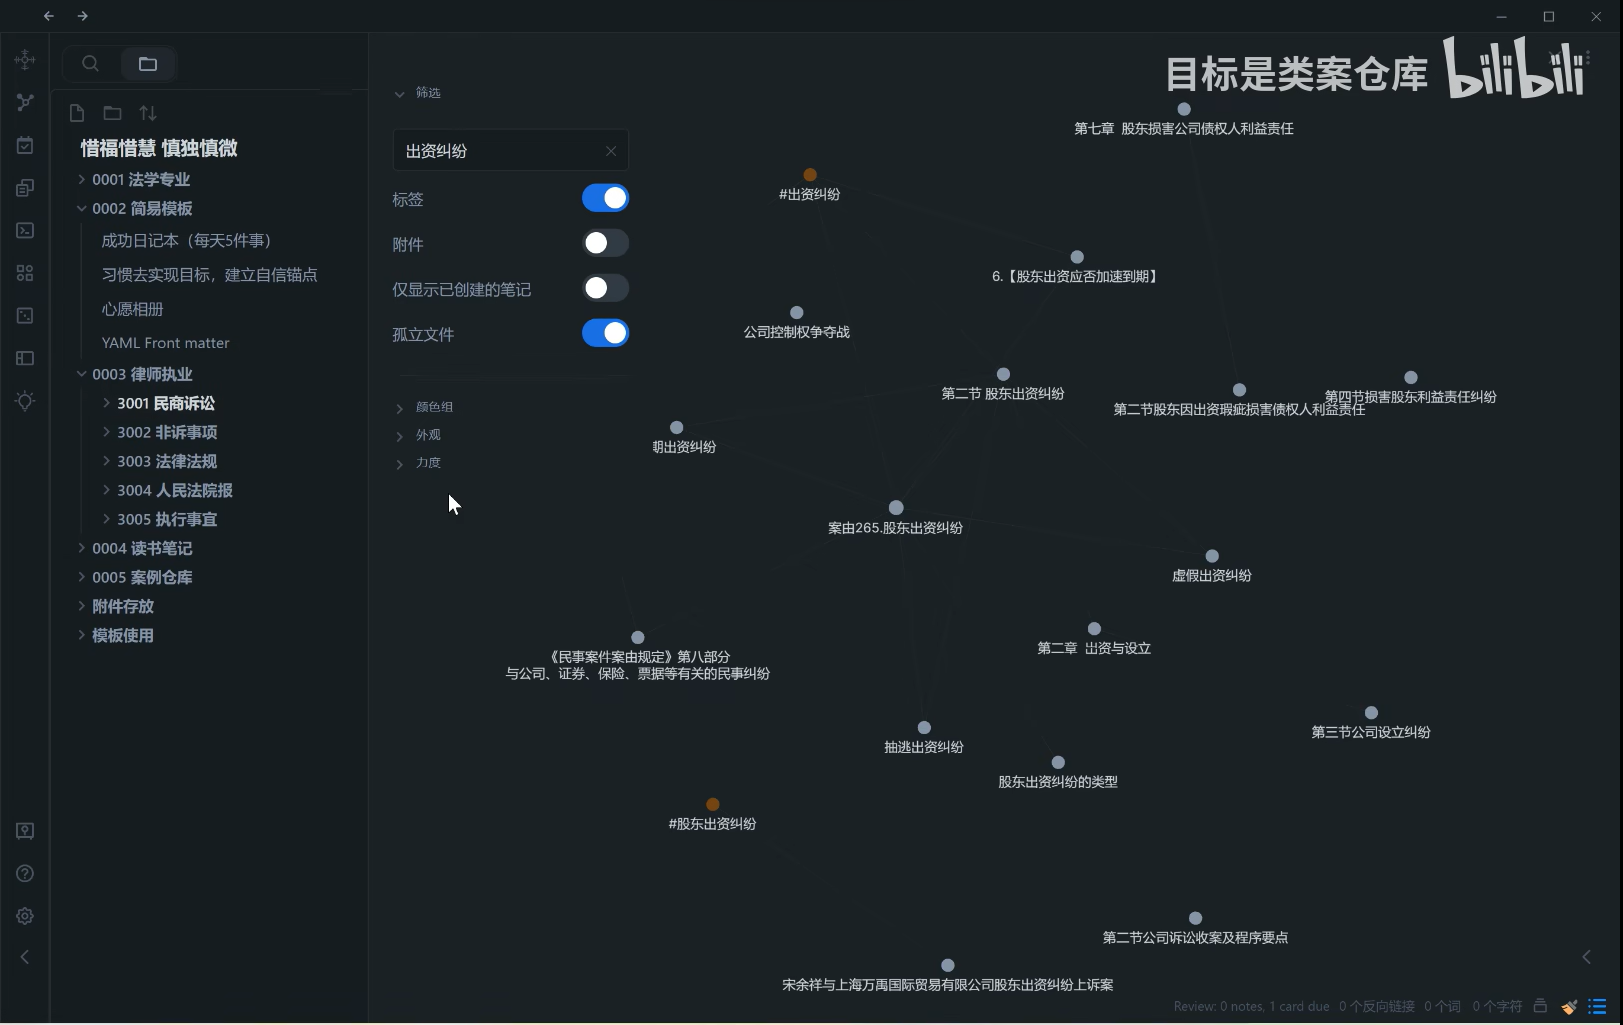 目标是类案仓库 bilibili
惜福惜慧 慎独慎微
0001 法学专业
0002 简易模板
成功日记本（每天5件事）
习惯去实现目标，建立自信锚点
心愿相册
YAML Front matter
0003 律师执业
3001 民商诉讼
3002 非诉事项
3003 法律法规
3004 人民法院报
3005 执行事宜
0004 读书笔记
0005 案例仓库
附件存放
模板使用
筛选
出资纠纷
标签
附件
仅显示已创建的笔记
孤立文件
颜色组
外观
力度
第七章 股东损害公司债权人利益责任
#出资纠纷
6.【股东出资应否加速到期】
公司控制权争夺战
第二节 股东出资纠纷
第四节损害股东利益责任纠纷
第二节股东因出资瑕疵损害债权人利益责任
朝出资纠纷
案由265.股东出资纠纷
虚假出资纠纷
第二章 出资与设立
《民事案件案由规定》第八部分
与公司、证券、保险、票据等有关的民事纠纷
第三节公司设立纠纷
抽逃出资纠纷
股东出资纠纷的类型
#股东出资纠纷
第二节公司诉讼收案及程序要点
宋余祥与上海万禹国际贸易有限公司股东出资纠纷上诉案
Review: 0 notes, 1 card due 0 个反向链接 0 个词 0 个字符